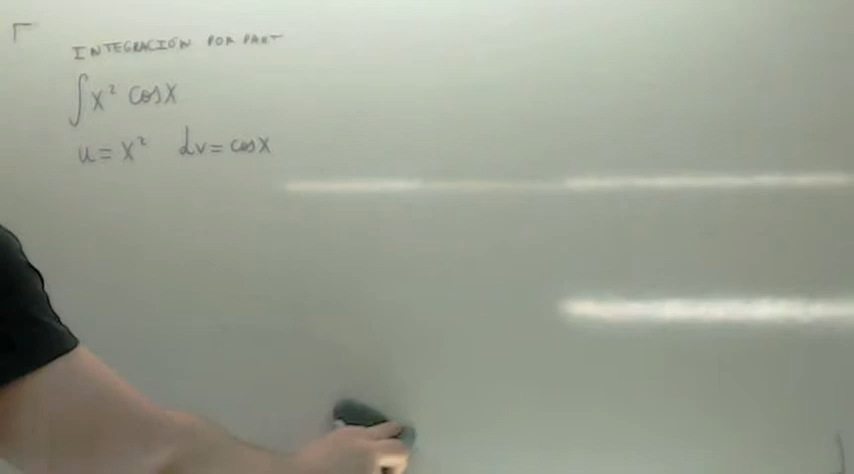 INTEGRACIÓN POR PART
∫x² cosx
u = x² dv = cosx